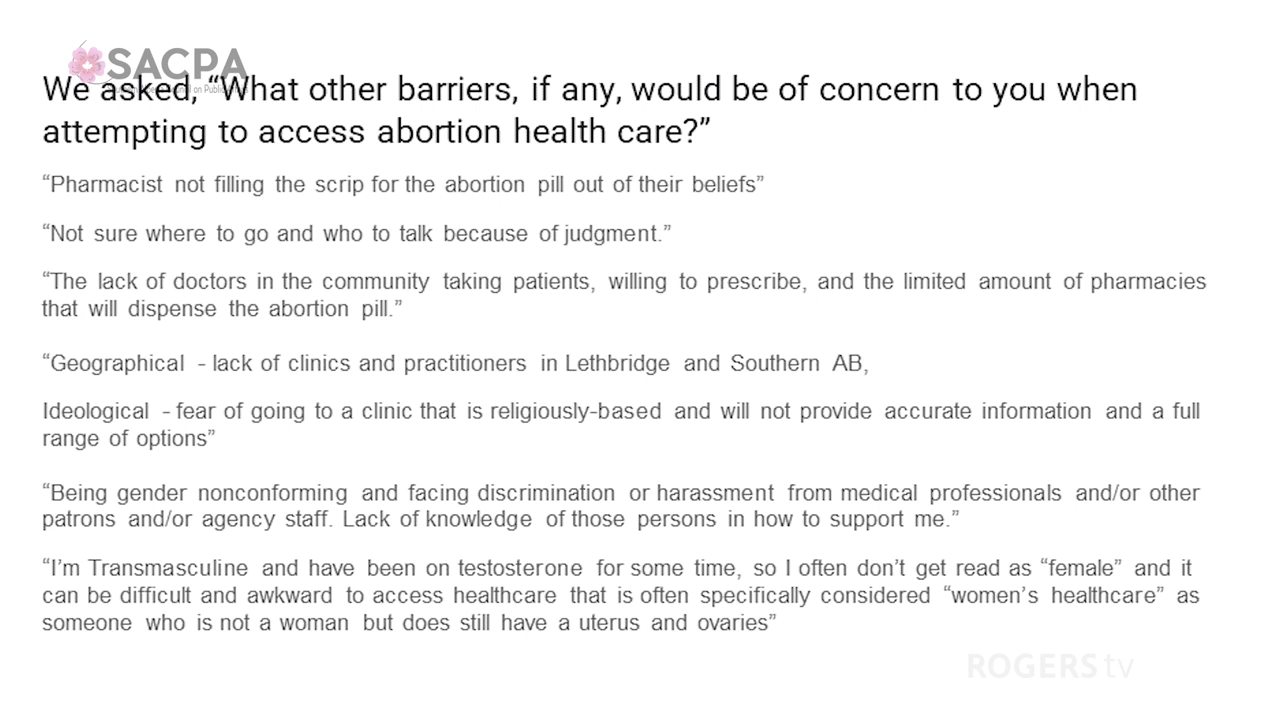 SACPA
We asked, “What other barriers, if any, would be of concern to you when
attempting to access abortion health care?”
“Pharmacist not filling the scrip for the abortion pill out of their beliefs”
“Not sure where to go and who to talk because of judgment.”
“The lack of doctors in the community taking patients, willing to prescribe, and the limited amount of pharmacies
that will dispense the abortion pill.”
“Geographical - lack of clinics and practitioners in Lethbridge and Southern AB,
Ideological - fear of going to a clinic that is religiously-based and will not provide accurate information and a full
range of options”
“Being gender nonconforming and facing discrimination or harassment from medical professionals and/or other
patrons and/or agency staff. Lack of knowledge of those persons in how to support me.”
“I’m Transmasculine and have been on testosterone for some time, so I often don’t get read as “female” and it
can be difficult and awkward to access healthcare that is often specifically considered “women’s healthcare” as
someone who is not a woman but does still have a uterus and ovaries”
ROGERS tv